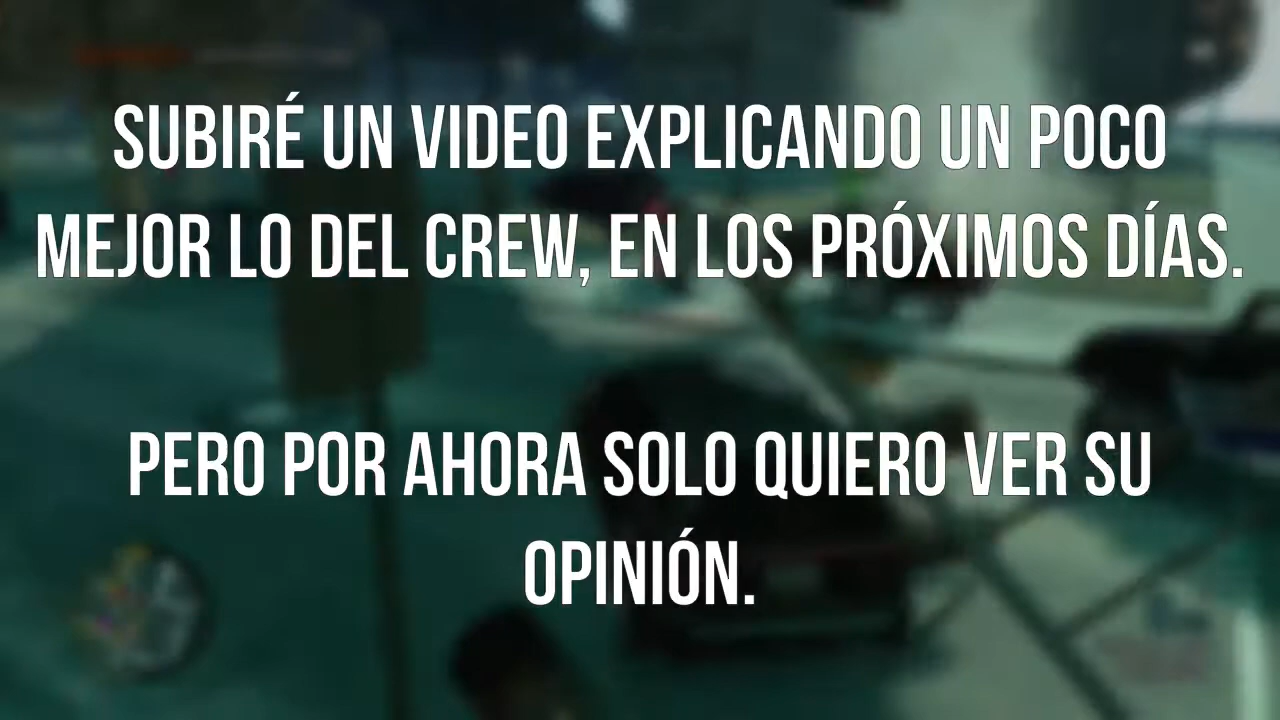 SUBIRÉ UN VIDEO EXPLICANDO UN POCO
MEJOR LO DEL CREW, EN LOS PRÓXIMOS DÍAS.
PERO POR AHORA SOLO QUIERO VER SU
OPINIÓN.